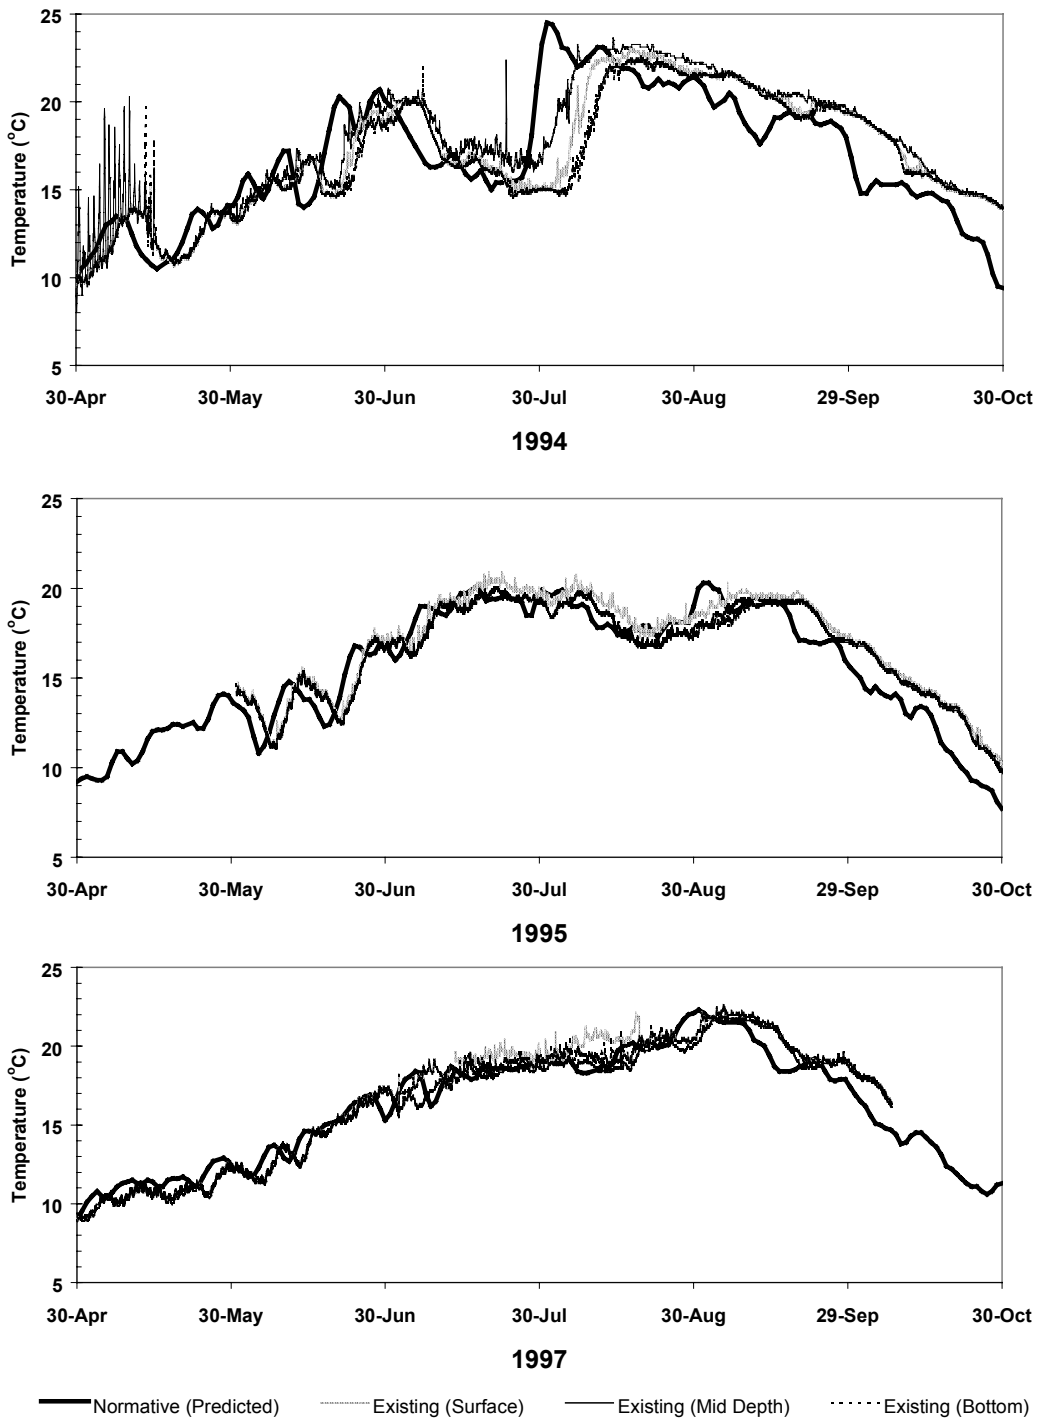 25
20
15
10
5
Temperature (°C)
30-Apr 30-May 30-Jun 30-Jul 30-Aug 29-Sep 30-Oct
1994
25
20
15
10
5
Temperature (°C)
30-Apr 30-May 30-Jun 30-Jul 30-Aug 29-Sep 30-Oct
1995
25
20
15
10
5
Temperature (°C)
30-Apr 30-May 30-Jun 30-Jul 30-Aug 29-Sep 30-Oct
1997
Normative (Predicted) Existing (Surface) Existing (Mid Depth) Existing (Bottom)